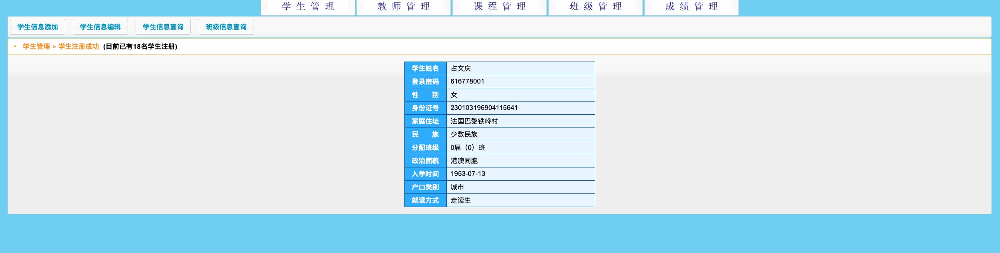 学生管理 教师管理 课程管理 班级管理 成绩管理
学生信息添加 学生信息编辑 学生信息查询 班级信息查询
学生管理 > 学生注册成功 (目前已有18名学生注册)
学生姓名 占文庆
登录密码 616778001
性 别 女
身份证号 230103196904115641
家庭住址 法国巴黎铁岭村
民 族 少数民族
分配班级 0届（0）班
政治面貌 港澳同胞
入学时间 1953-07-13
户口类别 城市
就读方式 走读生